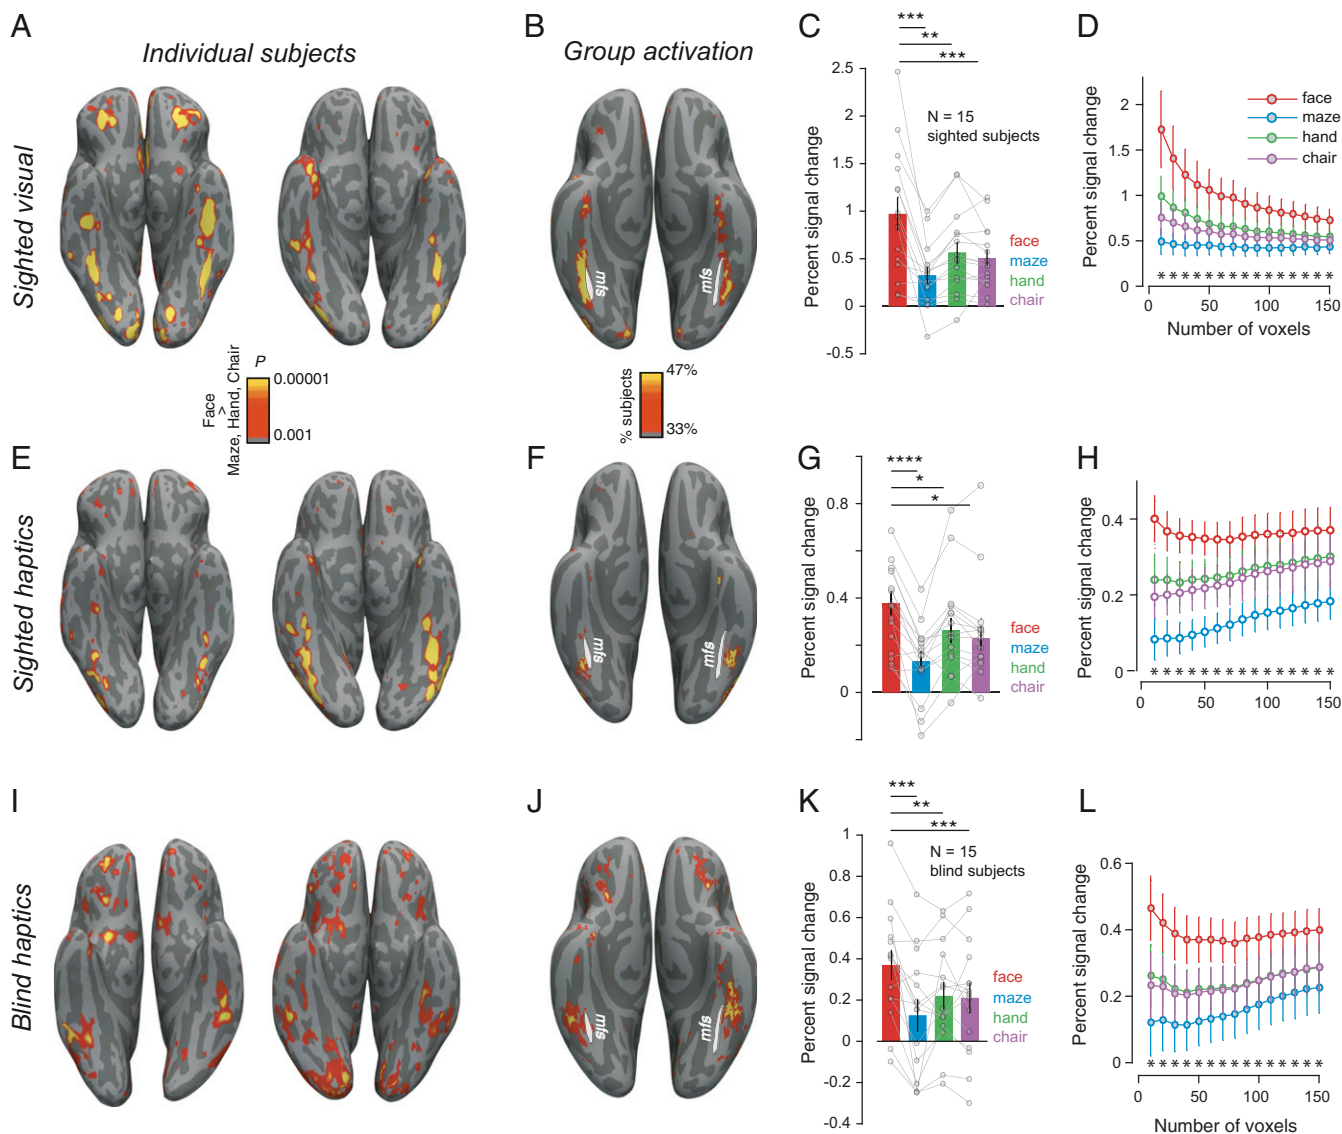 A
Individual subjects
B
Group activation
C
D
Sighted visual
mfs
mfs
***
**
***
Percent signal change
2.5
2
1.5
1
0.5
0
-0.5
N = 15
sighted subjects
face
maze
hand
chair
Percent signal change
2
1
0.5
0
face
maze
hand
chair
* * * * * * * * * * * * * * *
0 50 100 150
Number of voxels
Face
>
Maze, Hand, Chair
P
0.00001
0.001
% subjects
47%
33%
E
F
G
H
Sighted haptics
mfs
mfs
****
*
*
Percent signal change
0.8
0.4
0
face
maze
hand
chair
Percent signal change
0.4
0.2
0
* * * * * * * * * * * * * * *
0 50 100 150
I
J
K
L
Blind haptics
mfs
mfs
***
**
***
Percent signal change
1
0.8
0.6
0.4
0.2
0
-0.2
-0.4
N = 15
blind subjects
face
maze
hand
chair
Percent signal change
0.6
0.4
0.2
0
* * * * * * * * * * * * * * *
0 50 100 150
Number of voxels